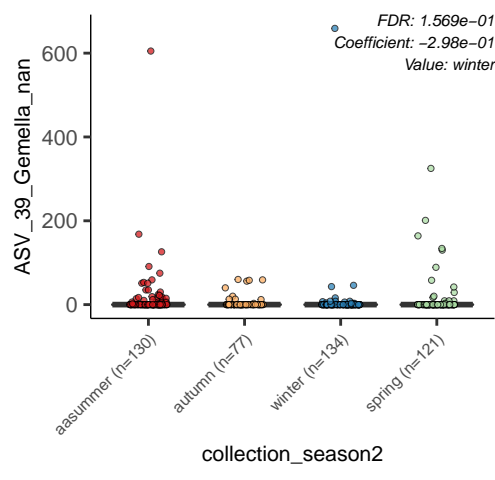 FDR: 1.569e−01
Coefficient: −2.98e−01
Value: winter
ASV_39_Gemella_nan
600
400
200
0
aasummer (n=130)
autumn (n=77)
winter (n=134)
spring (n=121)
collection_season2